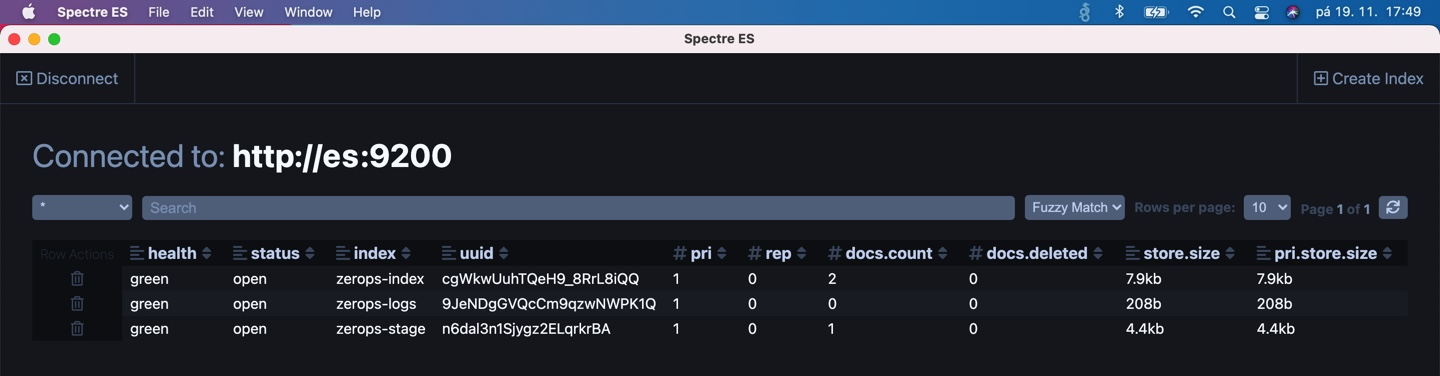 Spectre ES File Edit View Window Help pá 19. 11. 17:49
Spectre ES
Disconnect Create Index
Connected to: http://es:9200
* Search Fuzzy Match Rows per page: 10 Page 1 of 1
Row Actions health status index uuid # pri # rep # docs.count # docs.deleted store.size pri.store.size
green open zerops-index cgWkwUuhTQeH9_8RrL8iQQ 1 0 2 0 7.9kb 7.9kb
green open zerops-logs 9JeNDgGVQcCm9qzwNWPK1Q 1 0 0 0 208b 208b
green open zerops-stage n6dal3n1Sjygz2ELqrkrBA 1 0 1 0 4.4kb 4.4kb